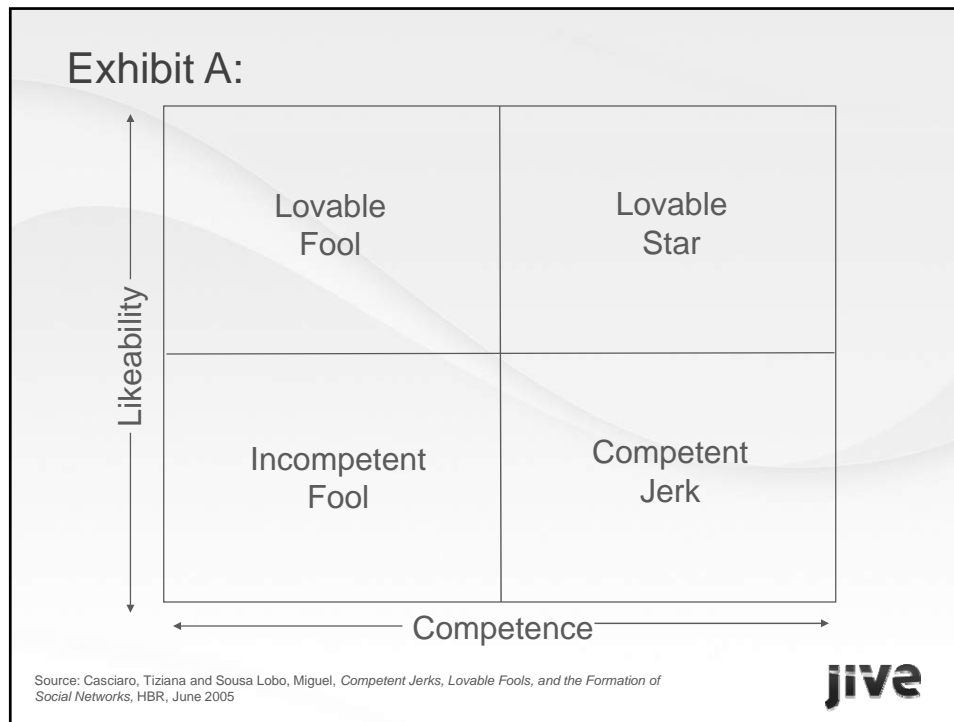 Exhibit A:
Lovable
Fool
Lovable
Star
Likeability
Incompetent
Fool
Competent
Jerk
Competence
Source: Casciaro, Tiziana and Sousa Lobo, Miguel, Competent Jerks, Lovable Fools, and the Formation of
Social Networks, HBR, June 2005
jive